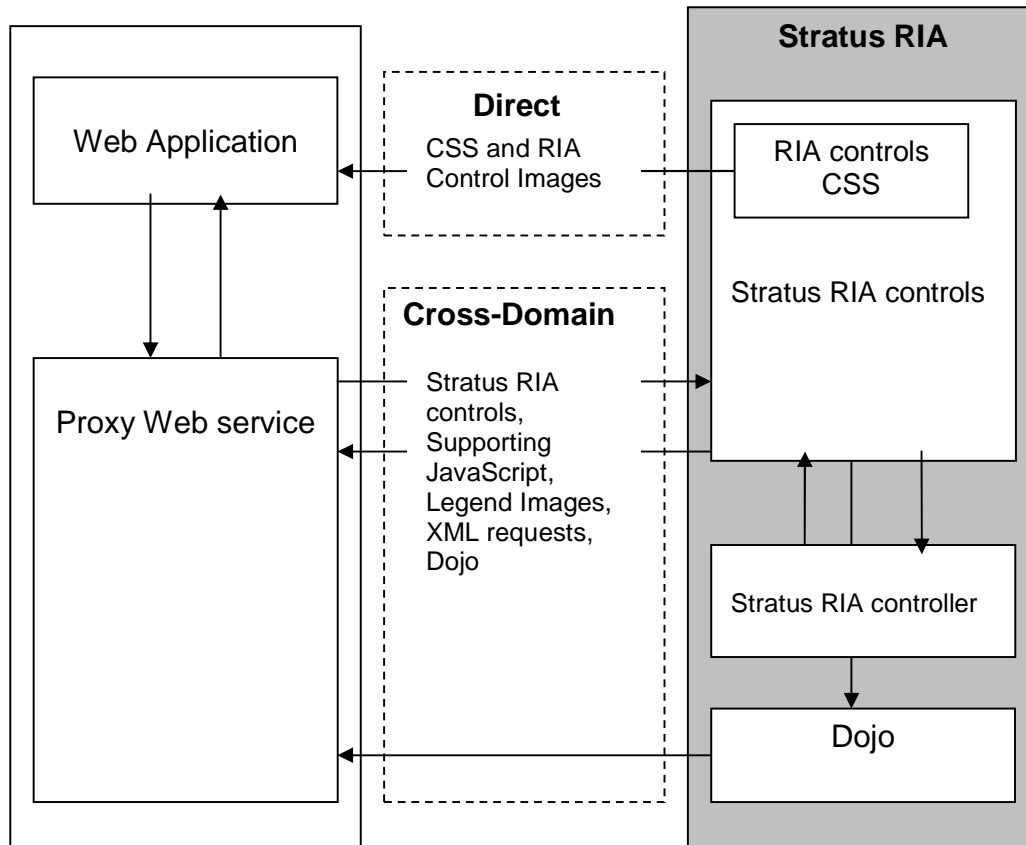 Stratus RIA
Web Application
Direct
CSS and RIA
Control Images
RIA controls
CSS
Stratus RIA controls
Cross-Domain
Proxy Web service
Stratus RIA
controls,
Supporting
JavaScript,
Legend Images,
XML requests,
Dojo
Stratus RIA controller
Dojo